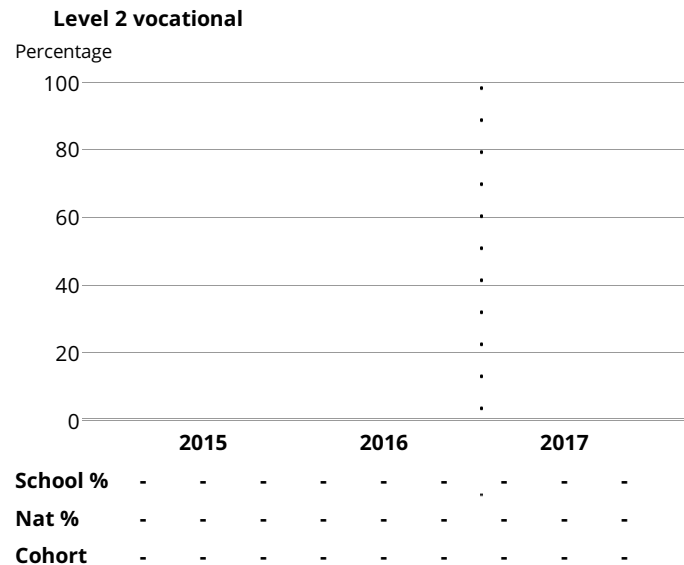 Level 2 vocational
Percentage
100
80
60
40
20
0
2015 2016 2017
School % - - - - - - - - -
Nat % - - - - - - - - -
Cohort - - - - - - - - -